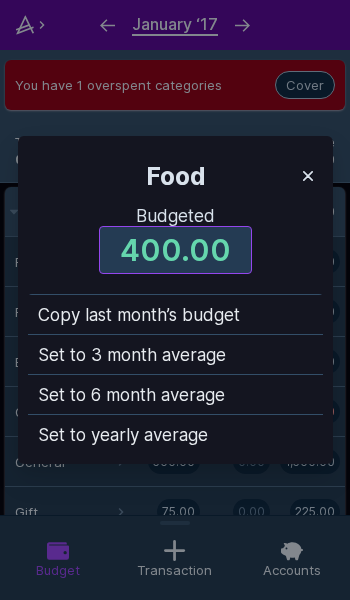 January ‘17
You have 1 overspent categories
Cover
Food
Budgeted
400.00
Copy last month’s budget
Set to 3 month average
Set to 6 month average
Set to yearly average
General
Gift
75.00
0.00
225.00
Budget
Transaction
Accounts